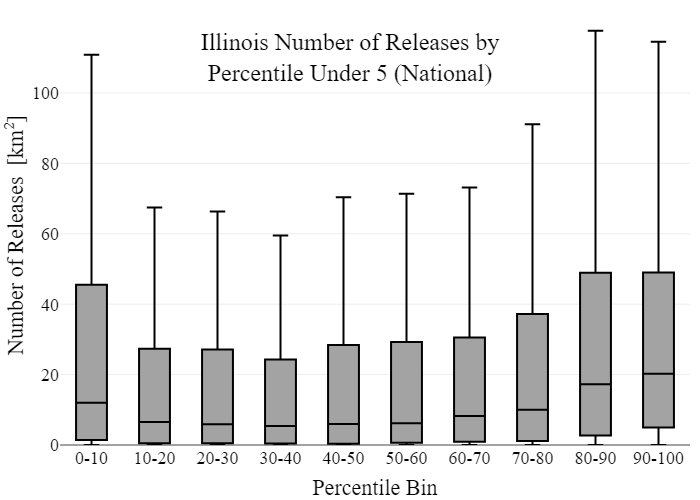 Illinois Number of Releases by
Percentile Under 5 (National)
Number of Releases [km²]
100
80
60
40
20
0
0-10 10-20 20-30 30-40 40-50 50-60 60-70 70-80 80-90 90-100
Percentile Bin